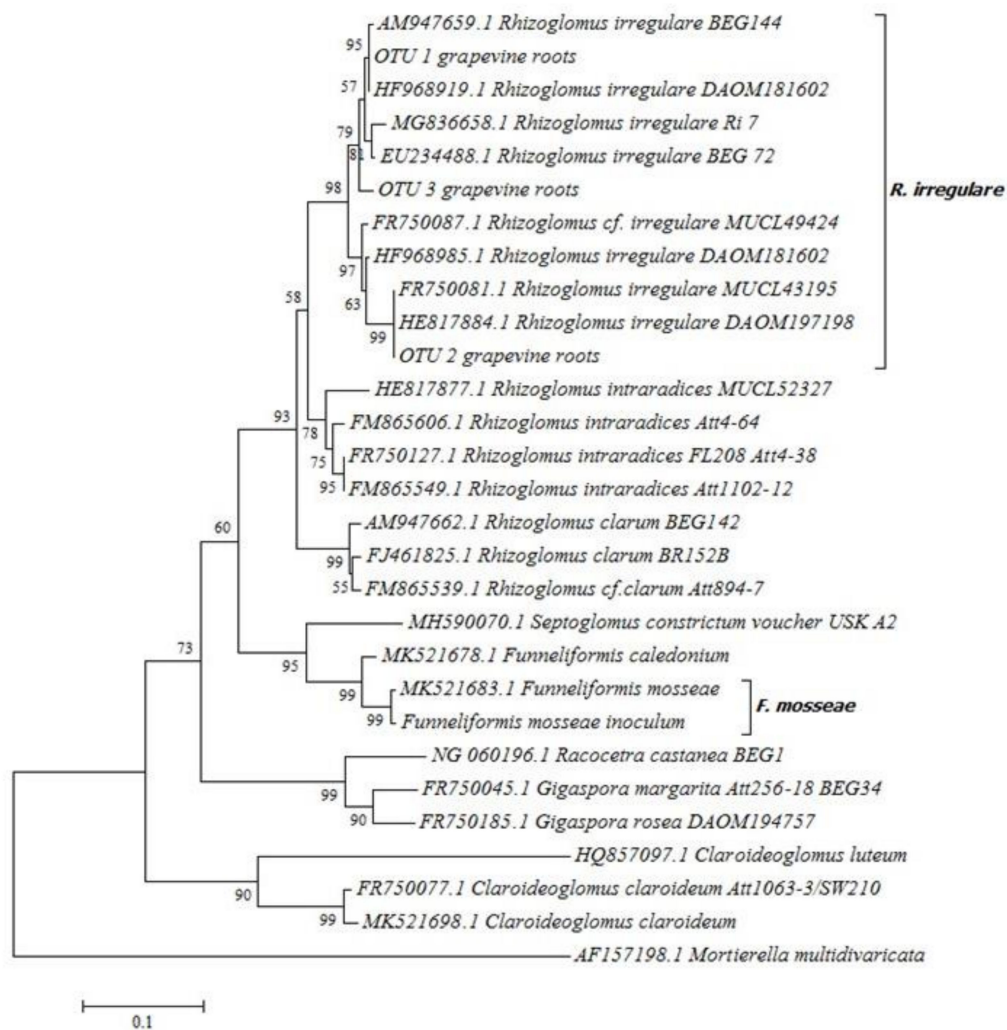 AM947659.1 Rhizoglomus irregulare BEG144
95
OTU 1 grapevine roots
57
HF968919.1 Rhizoglomus irregulare DAOM181602
MG836658.1 Rhizoglomus irregulare Ri 7
79
81
EU234488.1 Rhizoglomus irregulare BEG 72
98
OTU 3 grapevine roots
R. irregulare
FR750087.1 Rhizoglomus cf. irregulare MUCL49424
HF968985.1 Rhizoglomus irregulare DAOM181602
97
FR750081.1 Rhizoglomus irregulare MUCL43195
58
63
HE817884.1 Rhizoglomus irregulare DAOM197198
99
OTU 2 grapevine roots
HE817877.1 Rhizoglomus intraradices MUCL52327
93
FM865606.1 Rhizoglomus intraradices Att4-64
78
FR750127.1 Rhizoglomus intraradices FL208 Att4-38
75
FM865549.1 Rhizoglomus intraradices Att1102-12
95
AM947662.1 Rhizoglomus clarum BEG142
60
FJ461825.1 Rhizoglomus clarum BR152B
99
FM865539.1 Rhizoglomus cf.clarum Att894-7
55
MH590070.1 Septoglomus constrictum voucher USK A2
73
MK521678.1 Funneliformis caledonium
95
MK521683.1 Funneliformis mosseae
99
F. mosseae
Funneliformis mosseae inoculum
99
NG 060196.1 Racocetra castanea BEG1
FR750045.1 Gigaspora margarita Att256-18 BEG34
99
FR750185.1 Gigaspora rosea DAOM194757
90
HQ857097.1 Claroideoglomus luteum
FR750077.1 Claroideoglomus claroideum Att1063-3/SW210
90
MK521698.1 Claroideoglomus claroideum
99
AF157198.1 Mortierella multidivaricata
0.1